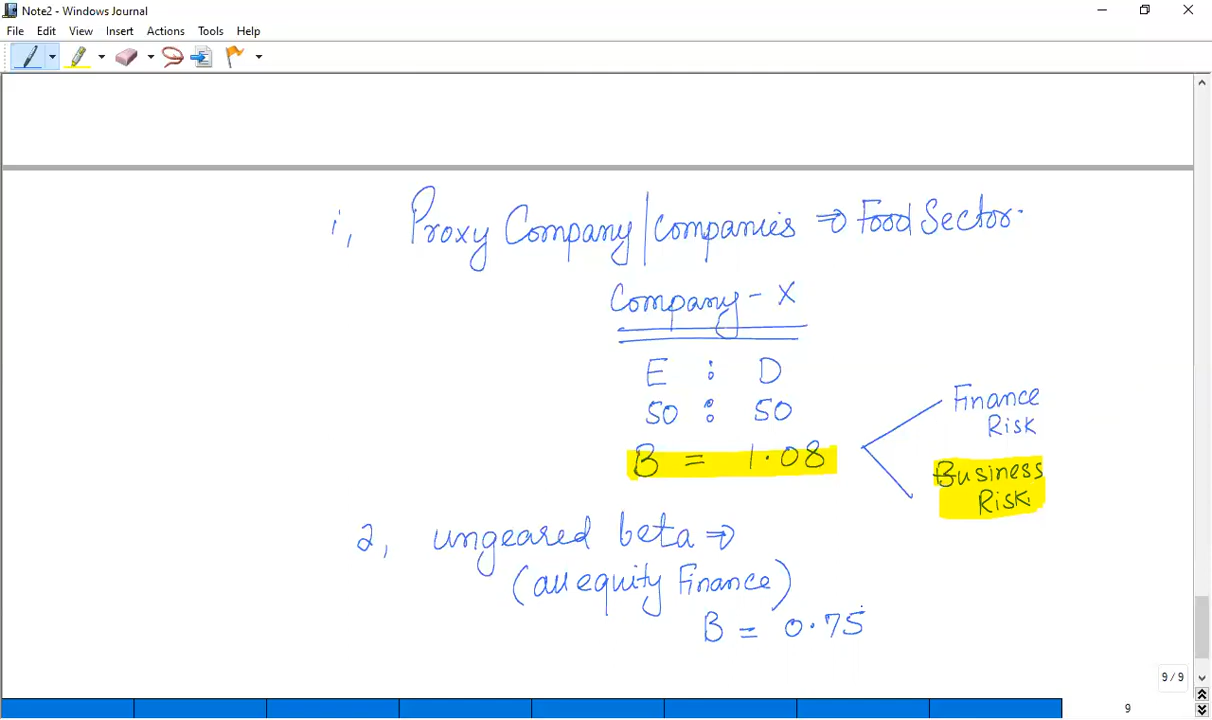 Note2 - Windows Journal
File Edit View Insert Actions Tools Help
1, Proxy Company/companies ⇒ Food Sector.
Company - X
E : D
50 : 50
B = 1.08
Finance
Risk
Business
Risk
2, ungeared beta ⇒
(all equity Finance)
B = 0.75
9 / 9
9